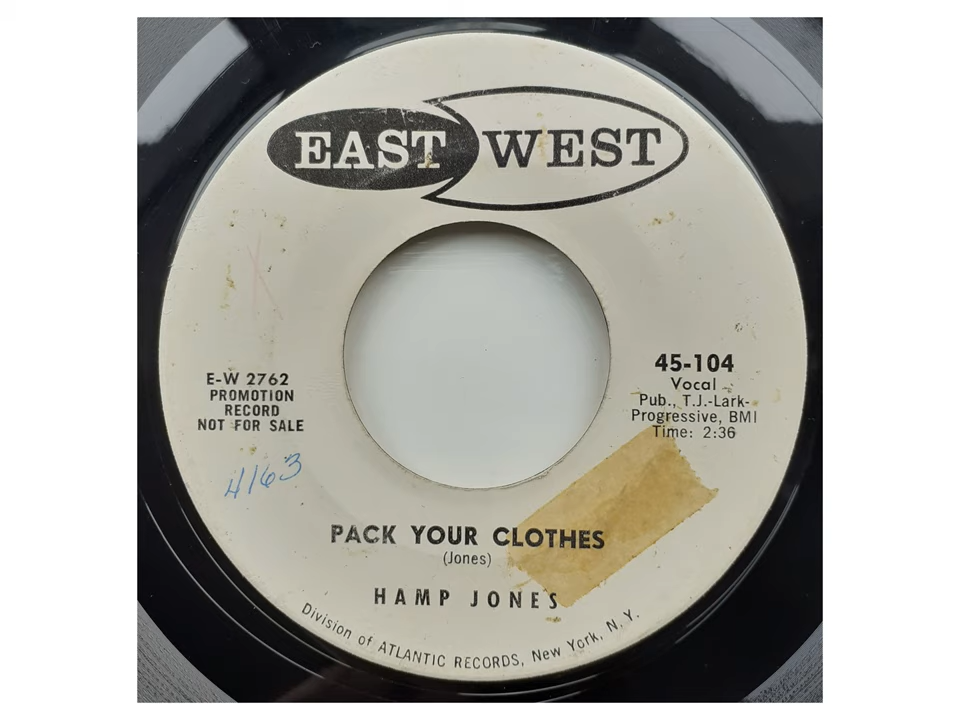 EAST WEST
E-W 2762
PROMOTION
RECORD
NOT FOR SALE
4163
45-104
Vocal
Pub., T.J.-Lark-
Progressive, BMI
Time: 2:36
PACK YOUR CLOTHES
(Jones)
HAMP JONES
Division of ATLANTIC RECORDS, New York, N. Y.